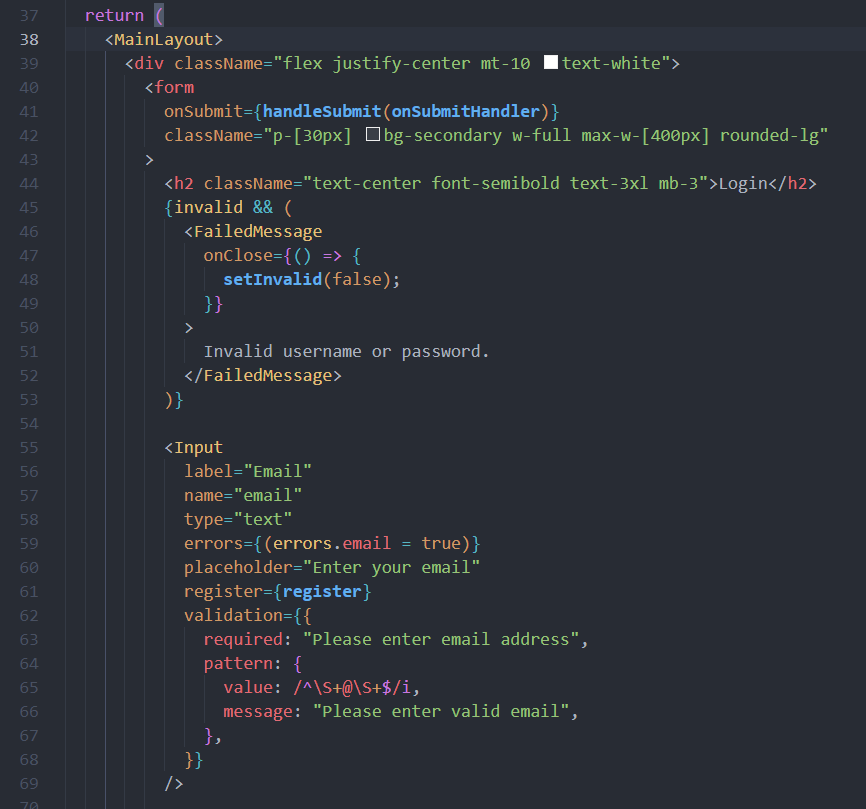 37 return (
38 <MainLayout>
39 <div className="flex justify-center mt-10 text-white">
40 <form
41 onSubmit={handleSubmit(onSubmitHandler)}
42 className="p-[30px] bg-secondary w-full max-w-[400px] rounded-lg"
43 >
44 <h2 className="text-center font-semibold text-3xl mb-3">Login</h2>
45 {invalid && (
46 <FailedMessage
47 onClose={() => {
48 setInvalid(false);
49 }}
50 >
51 Invalid username or password.
52 </FailedMessage>
53 )}
54
55 <Input
56 label="Email"
57 name="email"
58 type="text"
59 errors={(errors.email = true)}
60 placeholder="Enter your email"
61 register={register}
62 validation={{
63 required: "Please enter email address",
64 pattern: {
65 value: /^\S+@\S+$/i,
66 message: "Please enter valid email",
67 },
68 }}
69 />
70